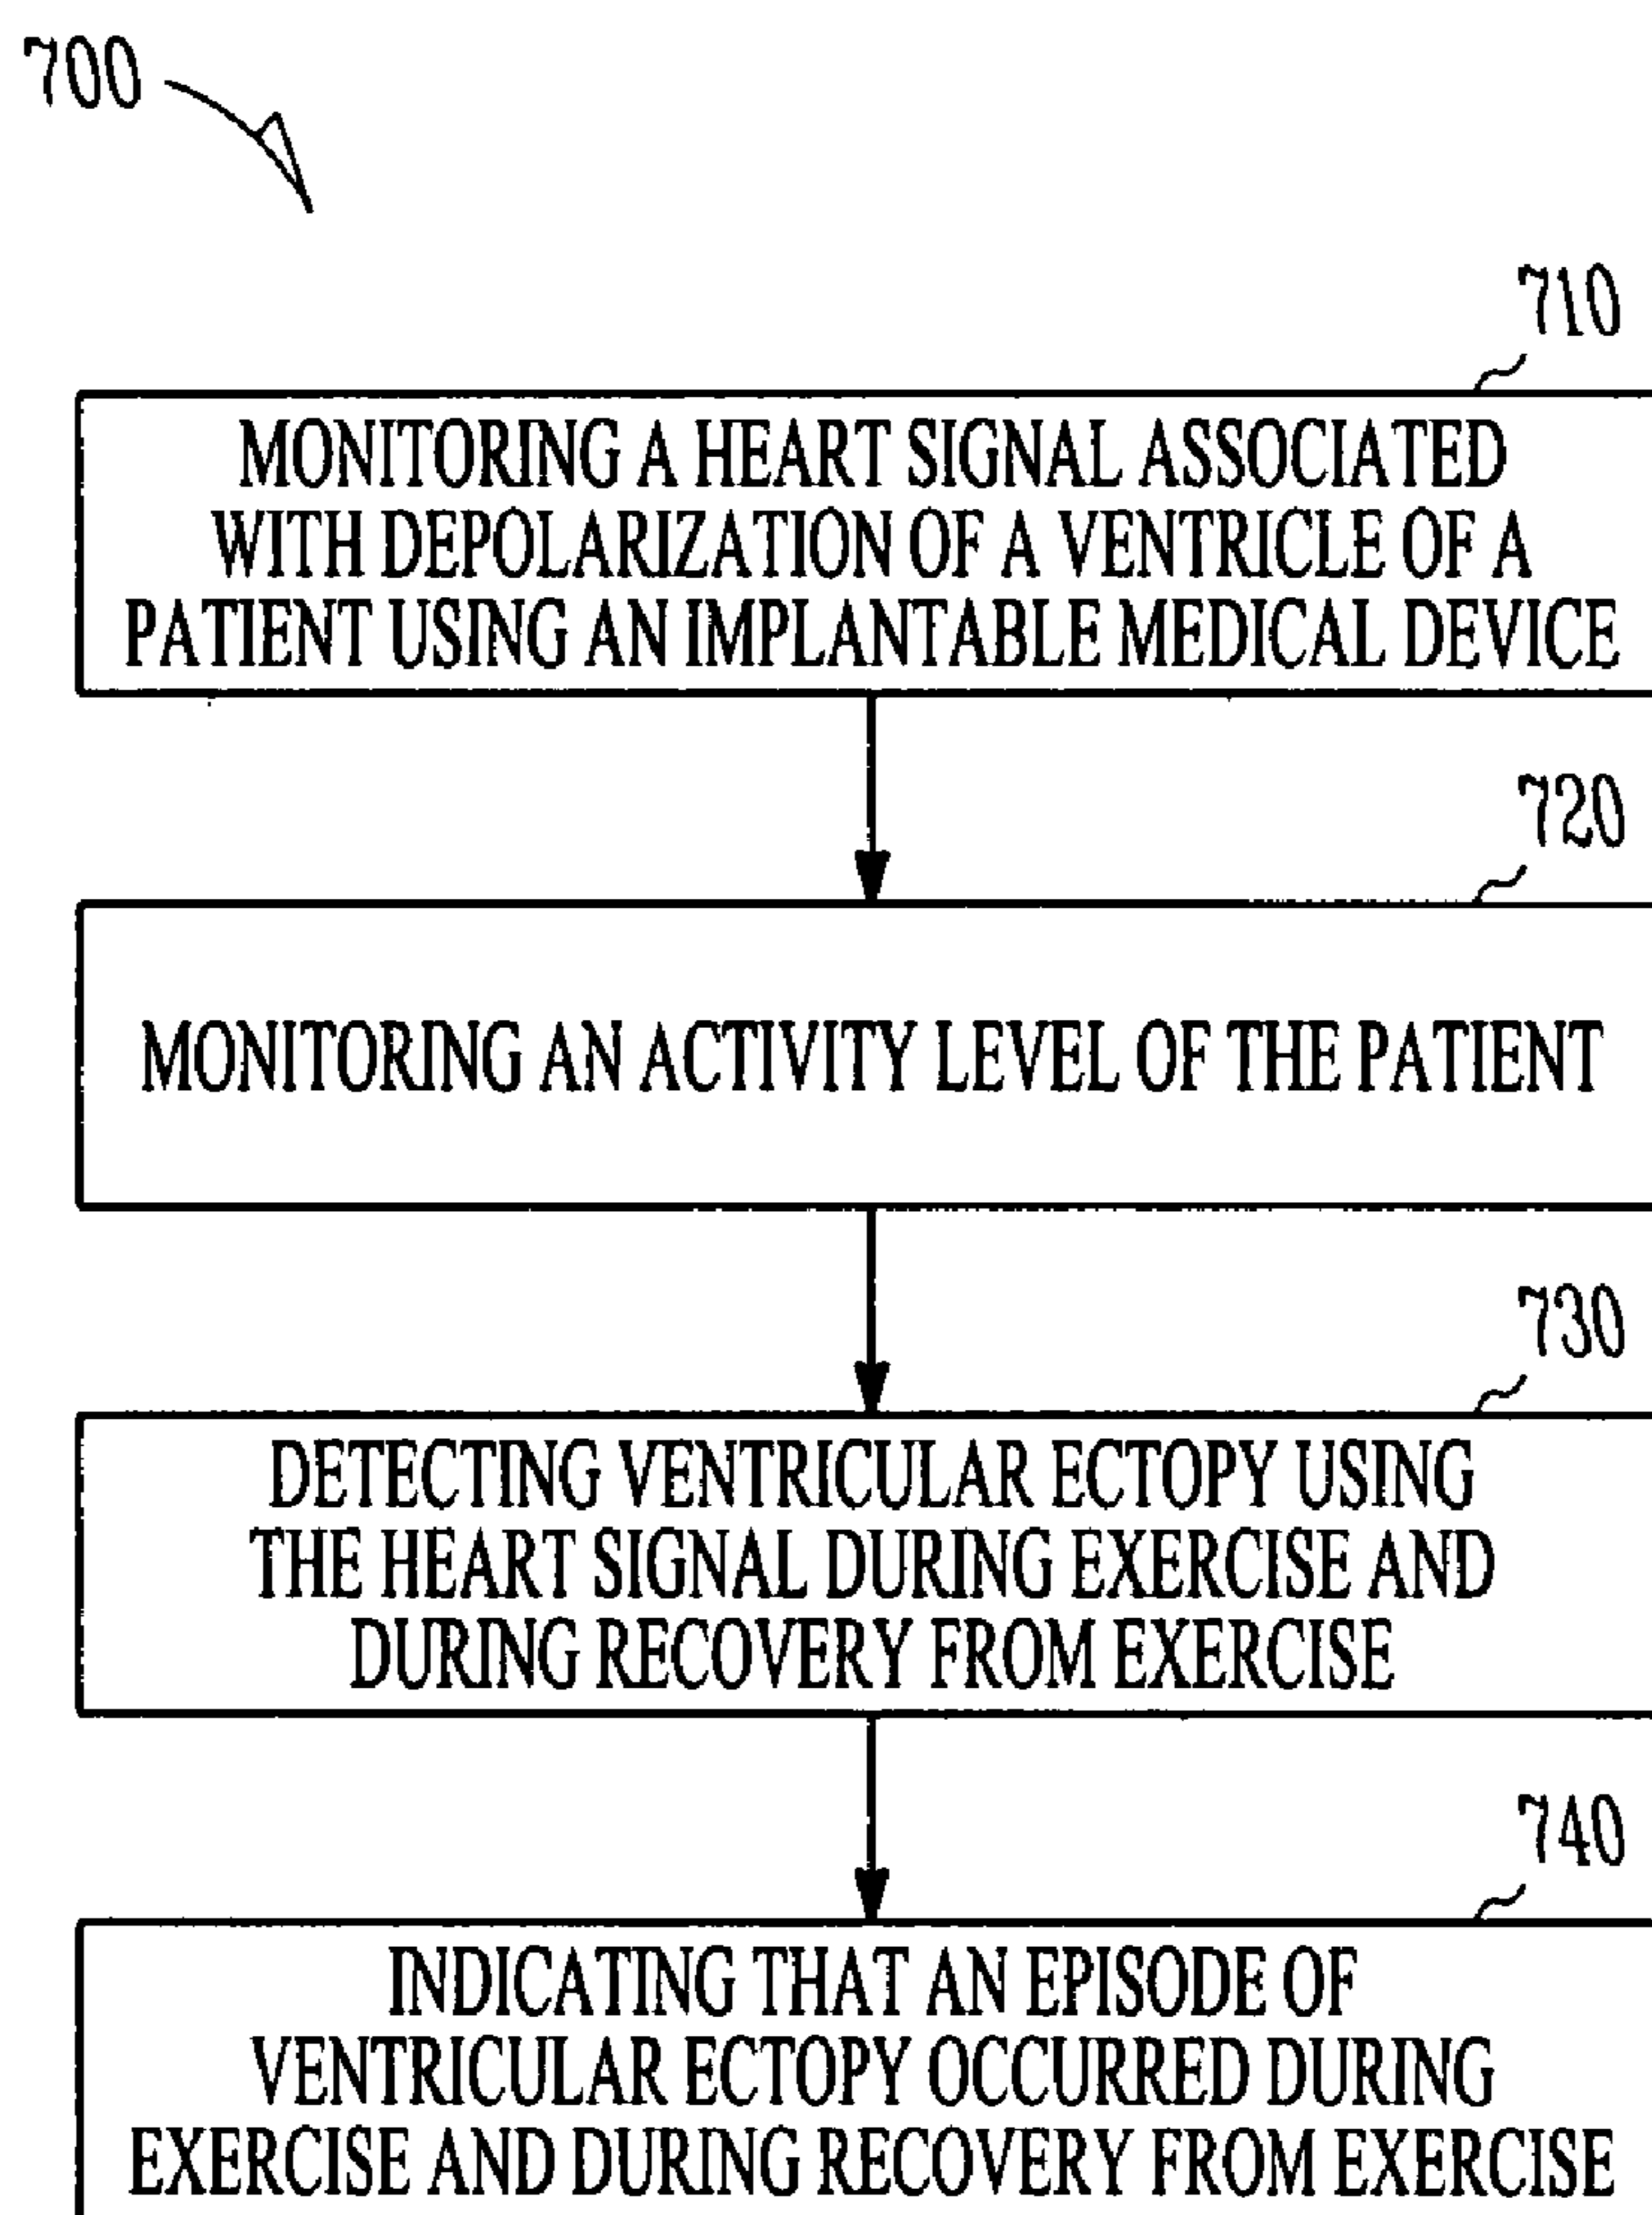 700
710
MONITORING A HEART SIGNAL ASSOCIATED
WITH DEPOLARIZATION OF A VENTRICLE OF A
PATIENT USING AN IMPLANTABLE MEDICAL DEVICE
720
MONITORING AN ACTIVITY LEVEL OF THE PATIENT
730
DETECTING VENTRICULAR ECTOPY USING
THE HEART SIGNAL DURING EXERCISE AND
DURING RECOVERY FROM EXERCISE
740
INDICATING THAT AN EPISODE OF
VENTRICULAR ECTOPY OCCURRED DURING
EXERCISE AND DURING RECOVERY FROM EXERCISE